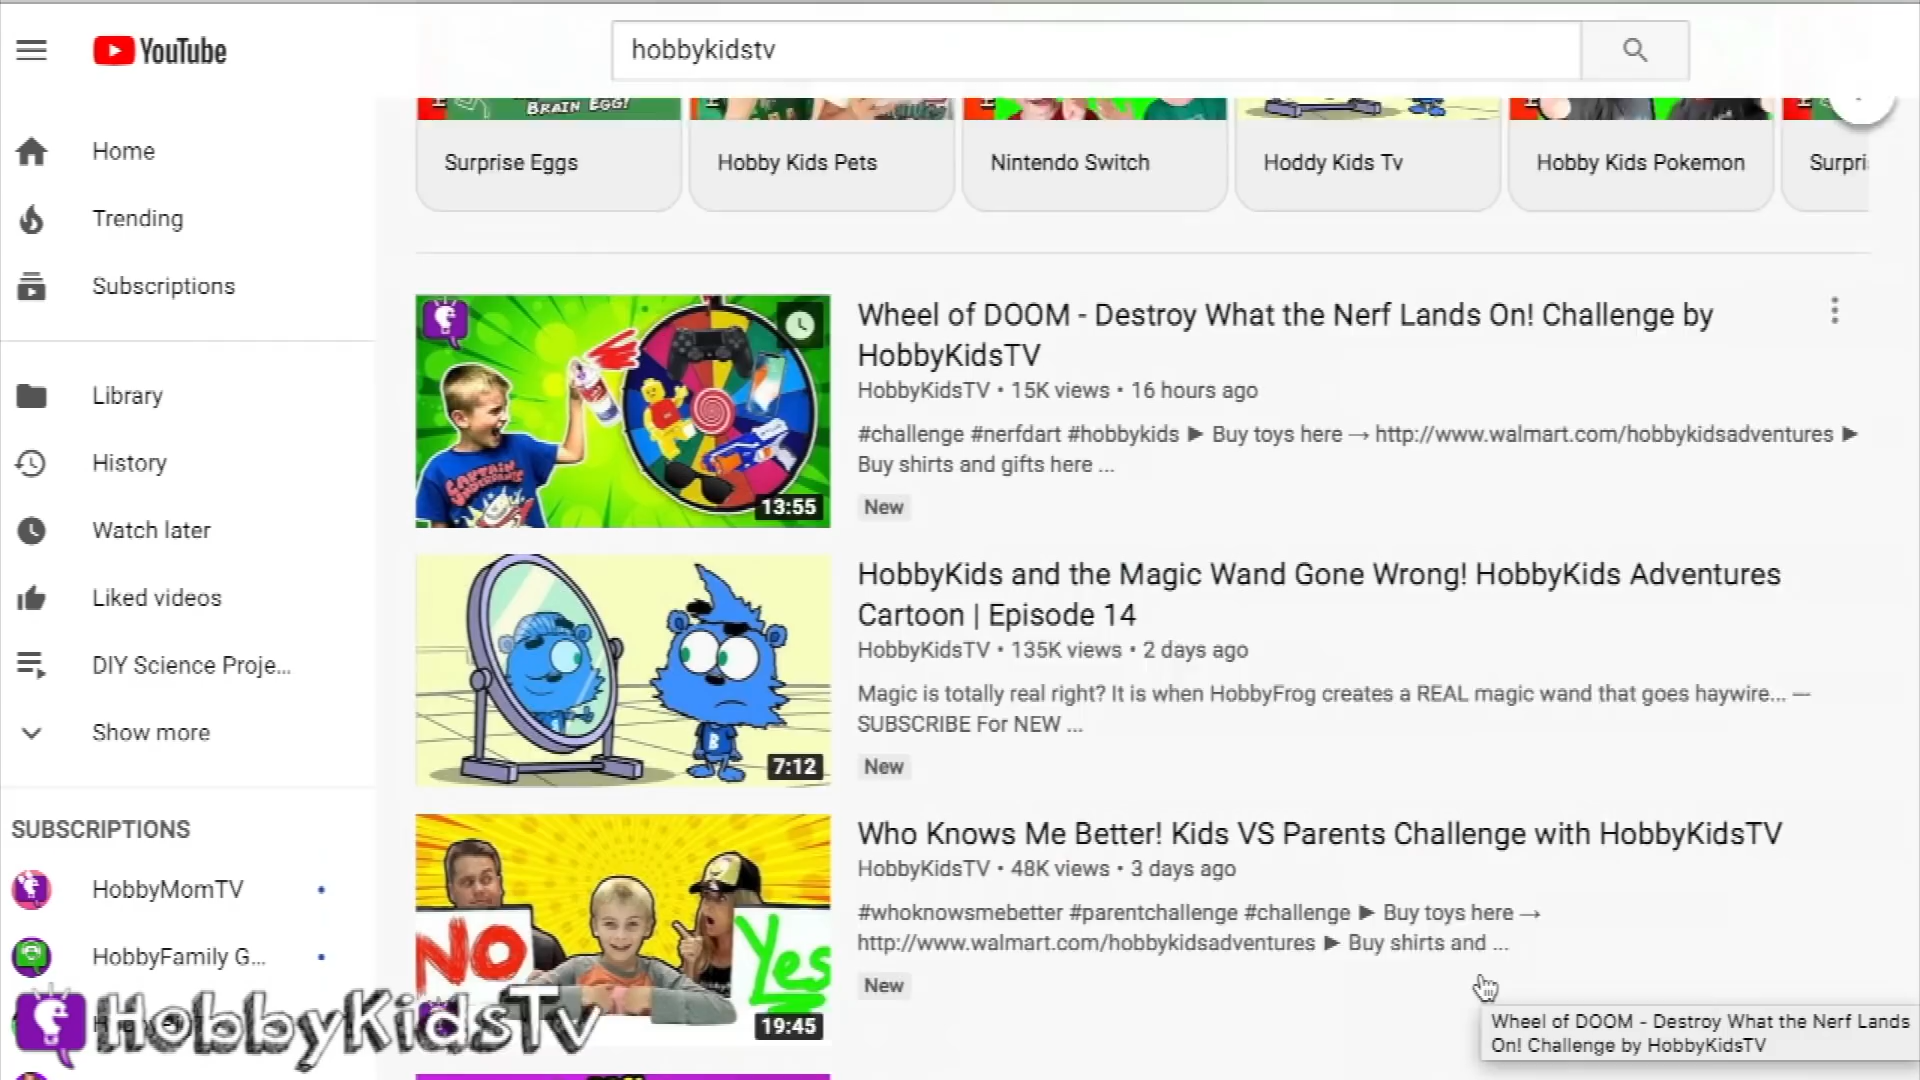 YouTube
hobbykidstv
BRAIN EGG!
Surprise Eggs
Hobby Kids Pets
Nintendo Switch
Hoddy Kids Tv
Hobby Kids Pokemon
Surpri
Home
Trending
Subscriptions
Library
History
Watch later
Liked videos
DIY Science Proje...
Show more
SUBSCRIPTIONS
HobbyMomTV
HobbyFamily G...
HobbyKidsTv
CAPTAIN
UNDERPANTS
13:55
Wheel of DOOM - Destroy What the Nerf Lands On! Challenge by
HobbyKidsTV
HobbyKidsTV • 15K views • 16 hours ago
#challenge #nerfdart #hobbykids ► Buy toys here → http://www.walmart.com/hobbykidsadventures ►
Buy shirts and gifts here ...
New
B
7:12
HobbyKids and the Magic Wand Gone Wrong! HobbyKids Adventures
Cartoon | Episode 14
HobbyKidsTV • 135K views • 2 days ago
Magic is totally real right? It is when HobbyFrog creates a REAL magic wand that goes haywire... —
SUBSCRIBE For NEW ...
New
NO
Yes
19:45
Who Knows Me Better! Kids VS Parents Challenge with HobbyKidsTV
HobbyKidsTV • 48K views • 3 days ago
#whoknowsmebetter #parentchallenge #challenge ► Buy toys here →
http://www.walmart.com/hobbykidsadventures ► Buy shirts and ...
New
Wheel of DOOM - Destroy What the Nerf Lands
On! Challenge by HobbyKidsTV